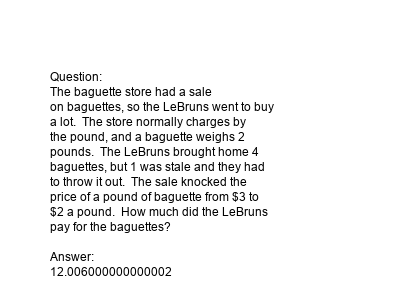 Question:
The baguette store had a sale
on baguettes, so the LeBruns went to buy
a lot.  The store normally charges by
the pound, and a baguette weighs 2
pounds.  The LeBruns brought home 4
baguettes, but 1 was stale and they had
to throw it out.  The sale knocked the
price of a pound of baguette from $3 to
$2 a pound.  How much did the LeBruns
pay for the baguettes?

Answer:
12.006000000000002